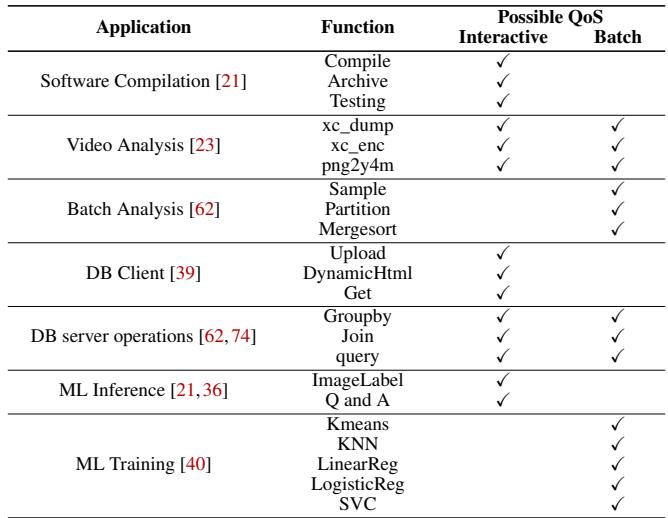 Application Function Possible QoS
Interactive Batch
Compile ✓
Software Compilation [21] Archive ✓
Testing ✓
xc_dump ✓ ✓
Video Analysis [23] xc_enc ✓ ✓
png2y4m ✓ ✓
Sample ✓
Batch Analysis [62] Partition ✓
Mergesort ✓
Upload ✓
DB Client [39] DynamicHtml ✓
Get ✓
Groupby ✓ ✓
DB server operations [62, 74] Join ✓ ✓
query ✓ ✓
ML Inference [21, 36] ImageLabel ✓
Q and A ✓
Kmeans ✓
KNN ✓
ML Training [40] LinearReg ✓
LogisticReg ✓
SVC ✓